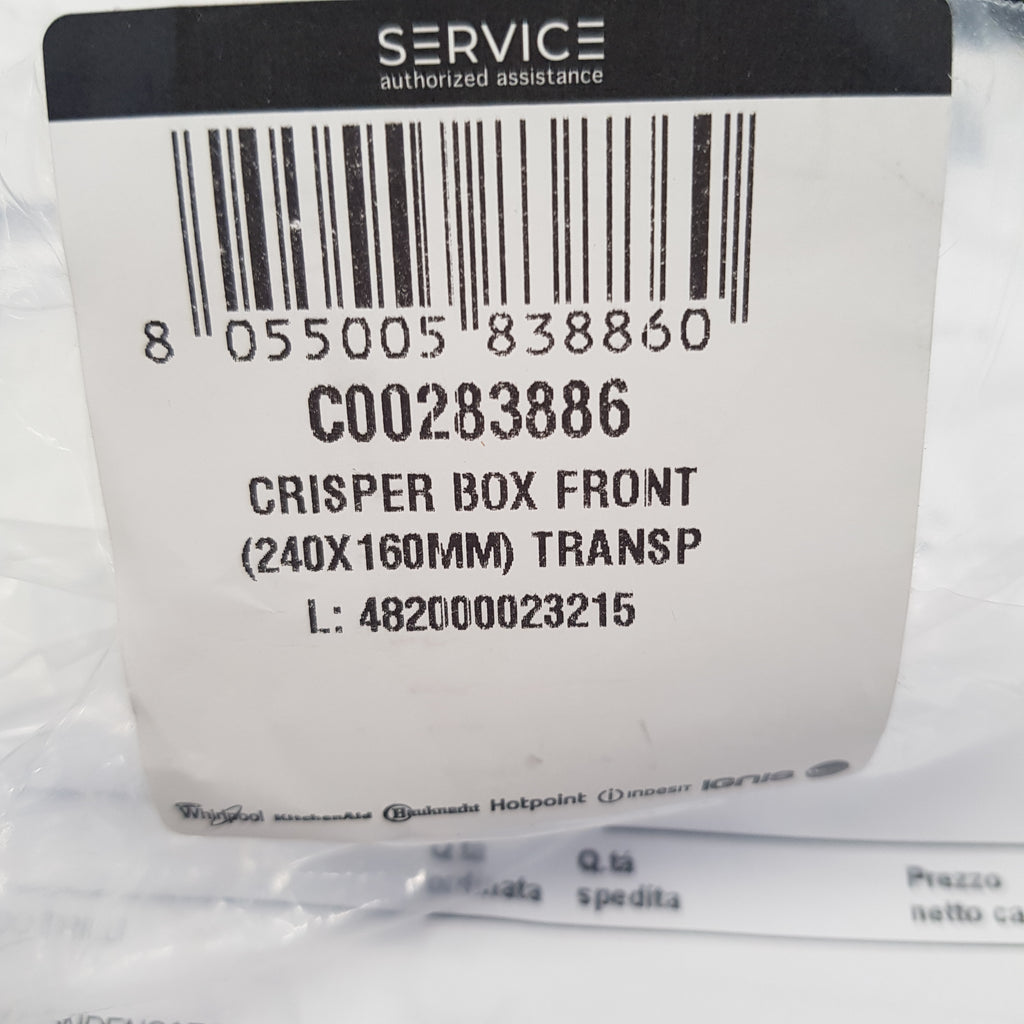 SERVICE
authorized assistance
8 055005 838860
C00283886
CRISPER BOX FRONT
(240X160MM) TRANSP
L: 482000023215
Whirlpool KitchenAid Bauknecht Hotpoint indesit IGNIS
Q.tà Prezzo
spedita netto ca